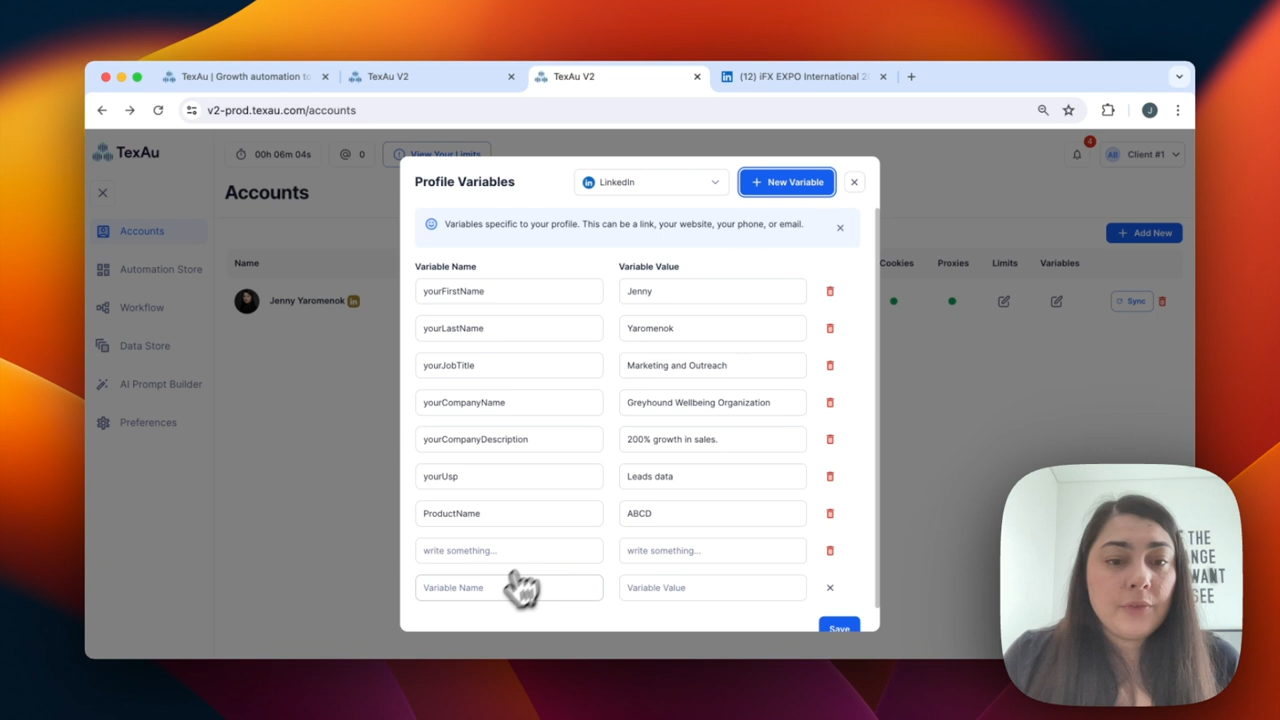 TexAu | Growth automation to
TexAu V2
TexAu V2
(12) iFX EXPO International 2
v2-prod.texau.com/accounts
J
TexAu
00h 06m 04s
0
View Your Limits
4
AB
Client #1
Accounts
Accounts
Automation Store
Workflow
Data Store
AI Prompt Builder
Preferences
Add New
Name
Cookies
Proxies
Limits
Variables
Jenny Yaromenok
Sync
Profile Variables
LinkedIn
New Variable
Variables specific to your profile. This can be a link, your website, your phone, or email.
Variable Name
Variable Value
yourFirstName
Jenny
yourLastName
Yaromenok
yourJobTitle
Marketing and Outreach
yourCompanyName
Greyhound Wellbeing Organization
yourCompanyDescription
200% growth in sales.
yourUsp
Leads data
ProductName
ABCD
write something...
write something...
Variable Name
Variable Value
Save
THE
WANT
SEE